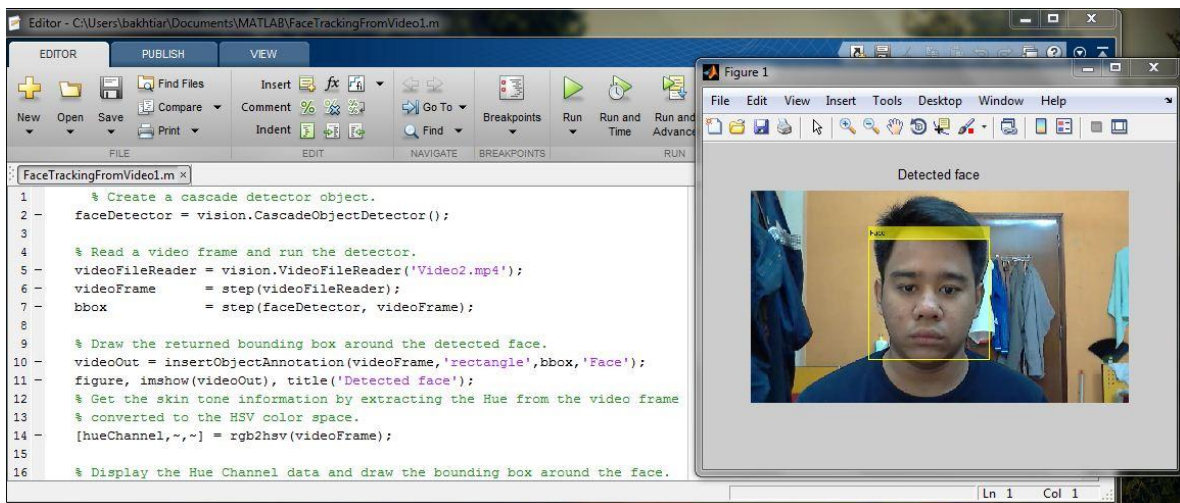 Editor - C:\Users\bakhtiar\Documents\MATLAB\FaceTrackingFromVideo1.m
EDITOR PUBLISH VIEW
New Open Save Find Files Compare Print
Insert fx
Comment
Indent
Go To Find
Breakpoints
Run Run and Time Run and Advance
FILE EDIT NAVIGATE BREAKPOINTS RUN
FaceTrackingFromVideo1.m ×
1 % Create a cascade detector object.
2 – faceDetector = vision.CascadeObjectDetector();
3
4 % Read a video frame and run the detector.
5 – videoFileReader = vision.VideoFileReader('Video2.mp4');
6 – videoFrame = step(videoFileReader);
7 – bbox = step(faceDetector, videoFrame);
8
9 % Draw the returned bounding box around the detected face.
10 – videoOut = insertObjectAnnotation(videoFrame,'rectangle',bbox,'Face');
11 – figure, imshow(videoOut), title('Detected face');
12 % Get the skin tone information by extracting the Hue from the video frame
13 % converted to the HSV color space.
14 – [hueChannel,~,~] = rgb2hsv(videoFrame);
15
16 % Display the Hue Channel data and draw the bounding box around the face.
Ln 1 Col 1
Figure 1
File Edit View Insert Tools Desktop Window Help
Detected face
Face